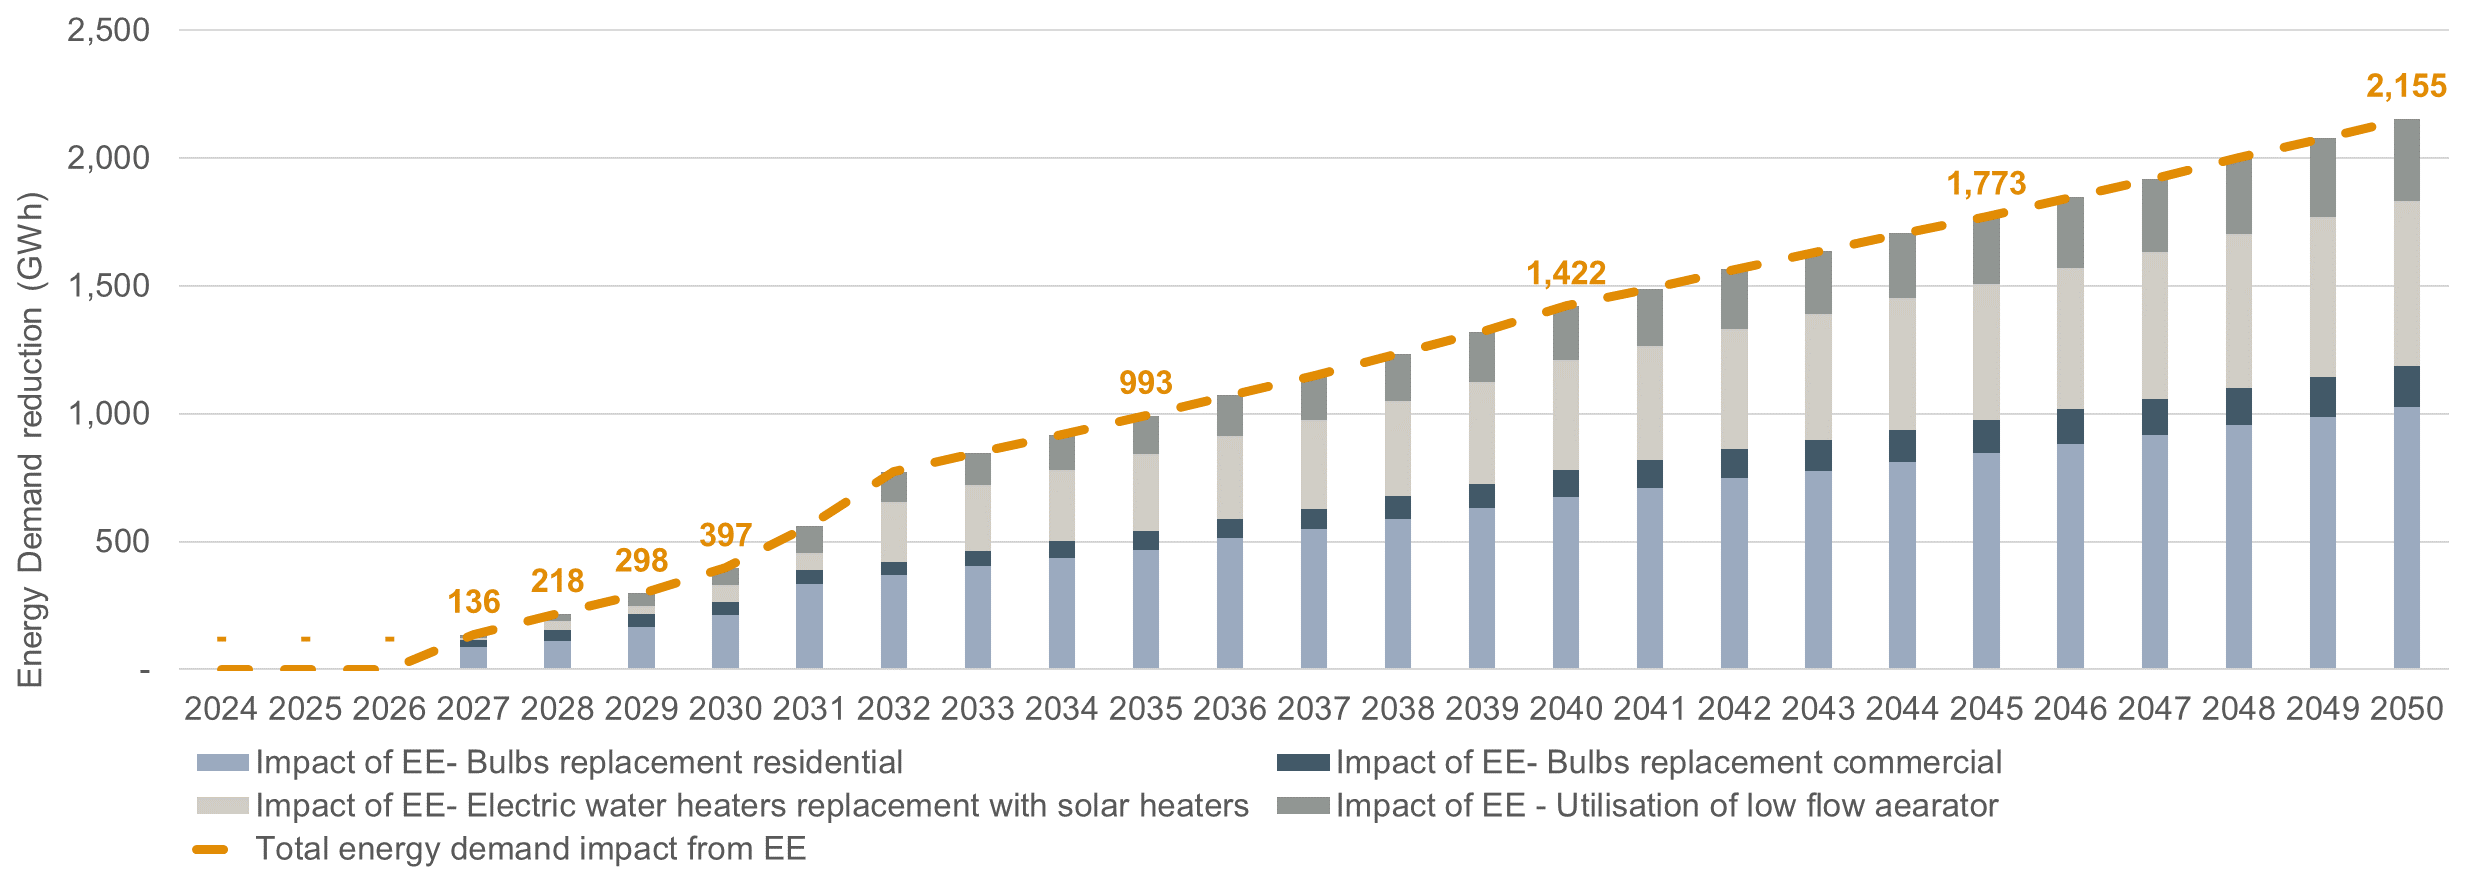 2,500
2,000
1,500
1,000
500
-
Energy Demand reduction (GWh)
- - - 136 218 298 397 993 1,422 1,773 2,155
2024 2025 2026 2027 2028 2029 2030 2031 2032 2033 2034 2035 2036 2037 2038 2039 2040 2041 2042 2043 2044 2045 2046 2047 2048 2049 2050
Impact of EE- Bulbs replacement residential
Impact of EE- Bulbs replacement commercial
Impact of EE- Electric water heaters replacement with solar heaters
Impact of EE - Utilisation of low flow aearator
Total energy demand impact from EE